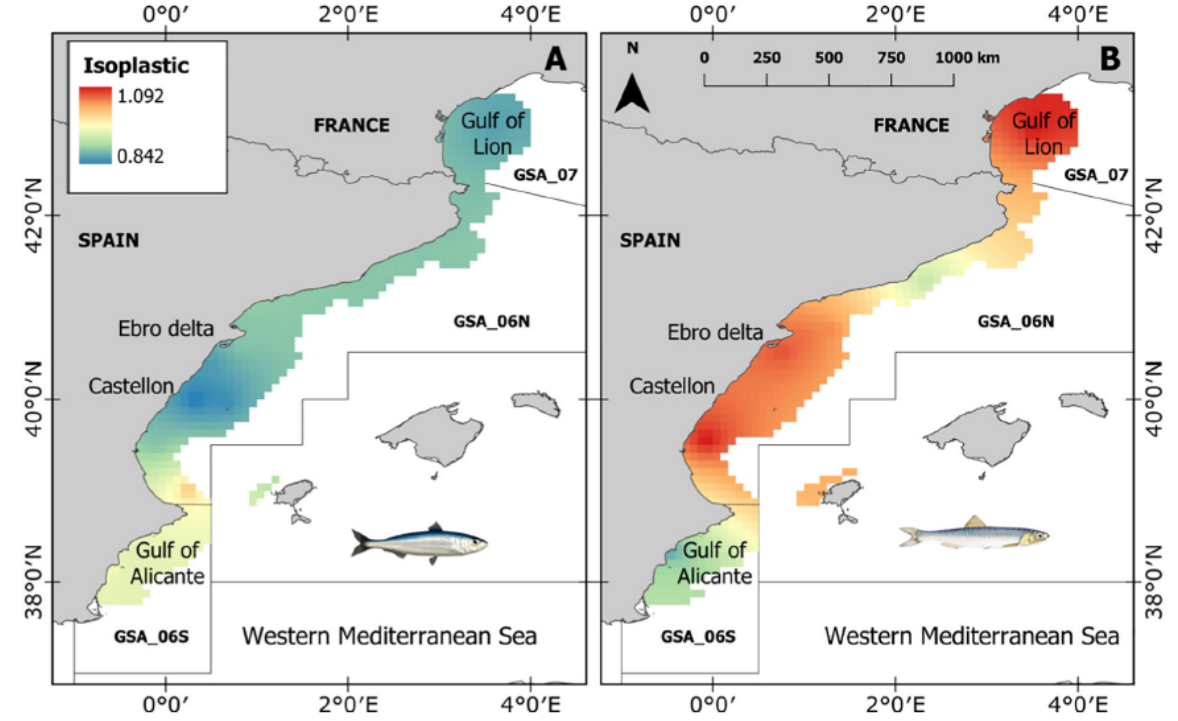 0°0′ 2°0′E 4°0′E 0°0′ 2°0′E 4°0′E
Isoplastic
1.092
0.842
A
FRANCE
Gulf of
Lion
GSA_07
42°0′N
SPAIN
GSA_06N
Ebro delta
Castellon
40°0′N
38°0′N
Gulf of
Alicante
GSA_06S
Western Mediterranean Sea
N
0 250 500 750 1000 km
B
FRANCE
Gulf of
Lion
GSA_07
42°0′N
SPAIN
GSA_06N
Ebro delta
Castellon
40°0′N
Gulf of
Alicante
38°0′N
GSA_06S
Western Mediterranean Sea
0°0′ 2°0′E 4°0′E 0°0′ 2°0′E 4°0′E